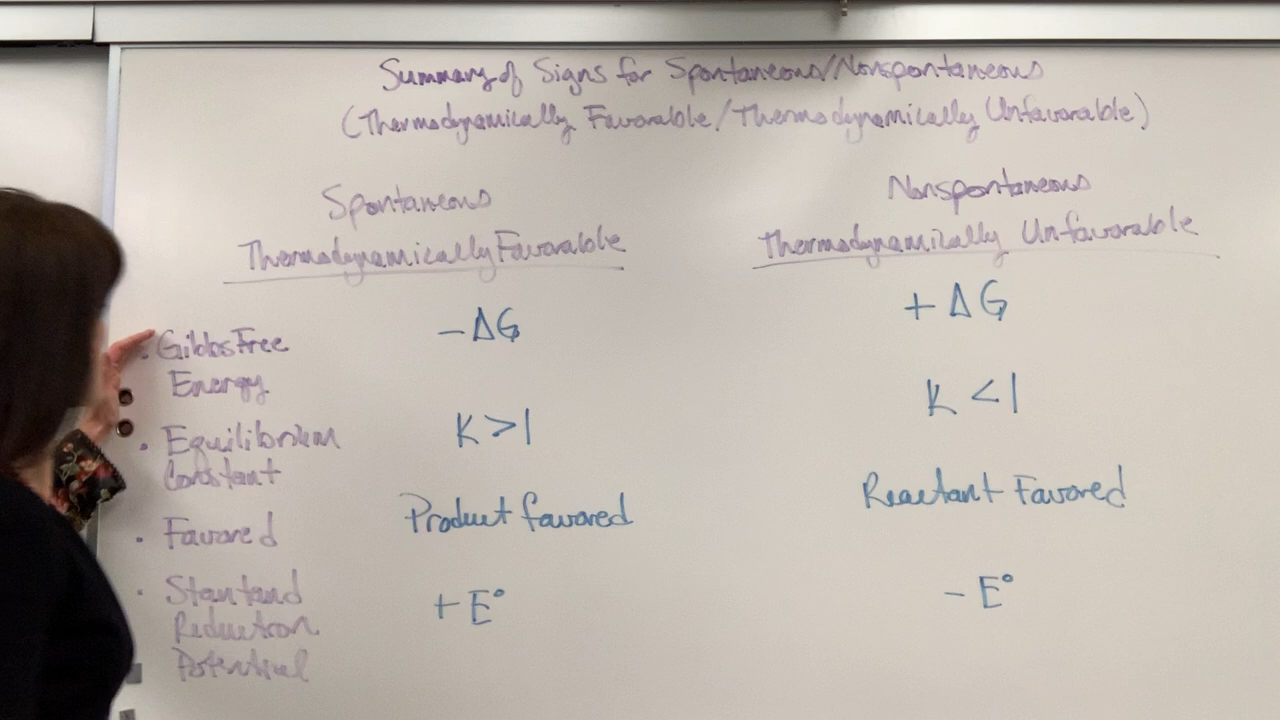 Summary of Signs for Spontaneous/Nonspontaneous
(Thermodynamically Favorable/Thermodynamically Unfavorable)
Spontaneous
Thermodynamically Favorable
Nonspontaneous
Thermodynamically Unfavorable
• Gibbs Free
Energy
-ΔG
+ΔG
• Equilibrium
Constant
K>1
K<1
• Favored
Product favored
Reactant Favored
• Stantand
Reduction
Potential
+E°
-E°